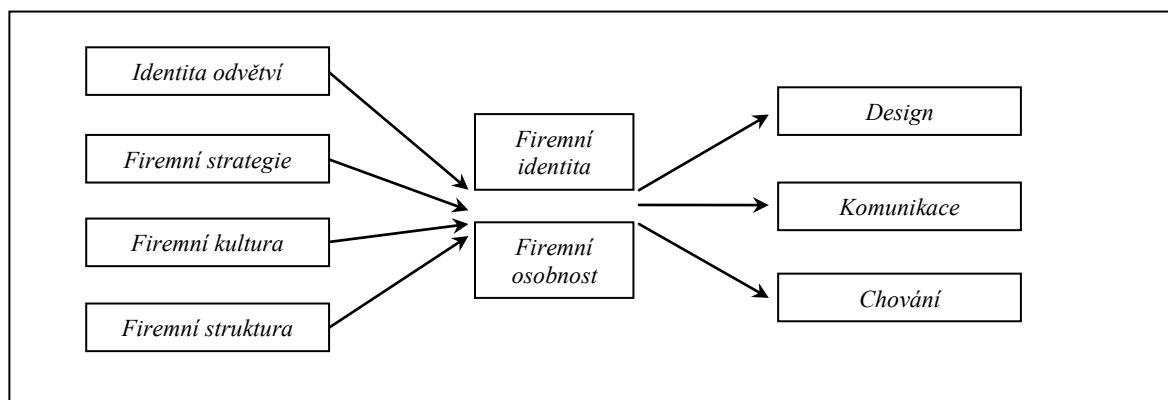 Identita odvětví
Firemní strategie
Firemní kultura
Firemní struktura
Firemní
identita
Firemní
osobnost
Design
Komunikace
Chování